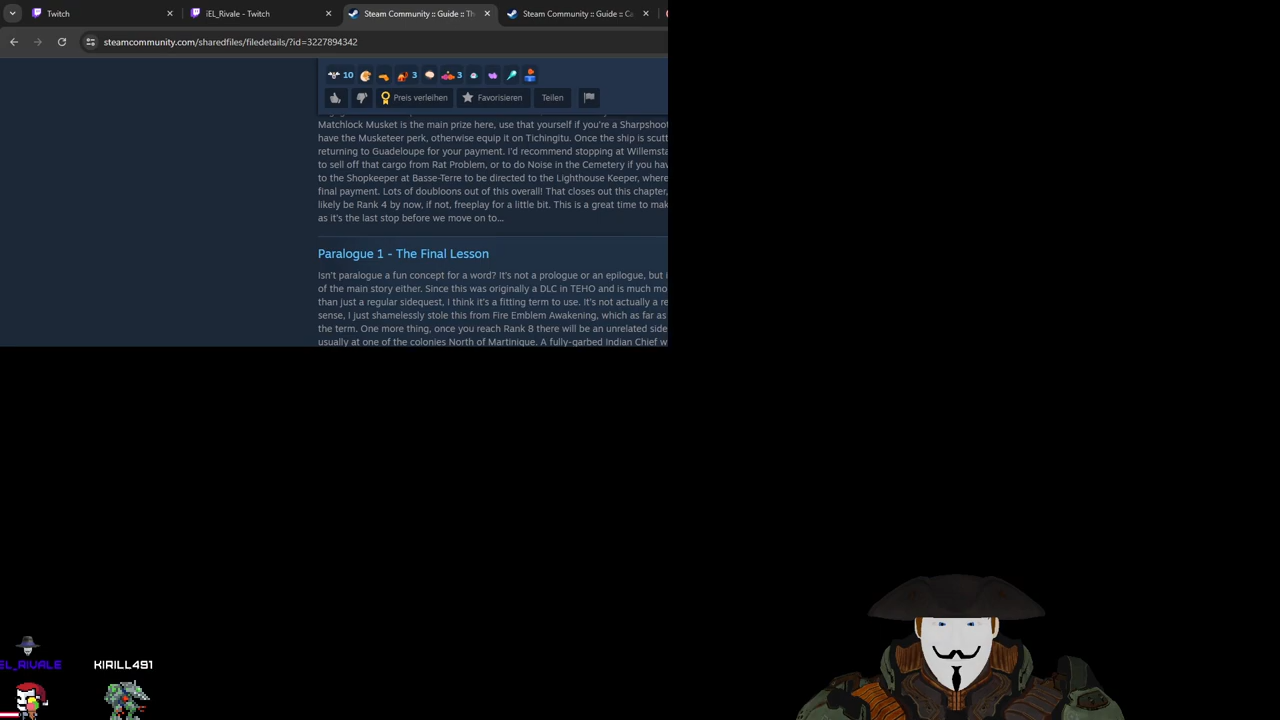 Twitch
iEL_Rivale - Twitch
Steam Community :: Guide :: Th
Steam Community :: Guide :: Ca
steamcommunity.com/sharedfiles/filedetails/?id=3227894342
10
3
3
Preis verleihen
Favorisieren
Teilen
Matchlock Musket is the main prize here, use that yourself if you're a Sharpshoot
have the Musketeer perk, otherwise equip it on Tichingitu. Once the ship is scutt
returning to Guadeloupe for your payment. I'd recommend stopping at Willemsta
to sell off that cargo from Rat Problem, or to do Noise in the Cemetery if you hav
to the Shopkeeper at Basse-Terre to be directed to the Lighthouse Keeper, where
final payment. Lots of doubloons out of this overall! That closes out this chapter,
likely be Rank 4 by now, if not, freeplay for a little bit. This is a great time to mak
as it's the last stop before we move on to...
Paralogue 1 - The Final Lesson
Isn't paralogue a fun concept for a word? It's not a prologue or an epilogue, but i
of the main story either. Since this was originally a DLC in TEHO and is much mo
than just a regular sidequest, I think it's a fitting term to use. It's not actually a re
sense, I just shamelessly stole this from Fire Emblem Awakening, which as far as
the term. One more thing, once you reach Rank 8 there will be an unrelated side
usually at one of the colonies North of Martinique. A fully-garbed Indian Chief w
EL_RIVALE
KIRILL491